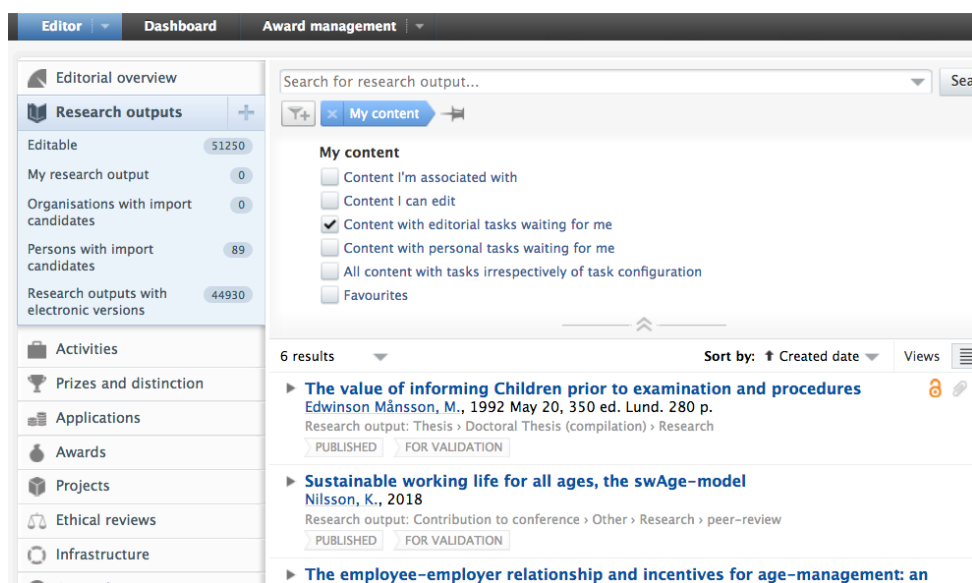 Editor
Dashboard
Award management
Editorial overview
Research outputs
Editable 51250
My research output 0
Organisations with import 0
candidates
Persons with import 89
candidates
Research outputs with 44930
electronic versions
Activities
Prizes and distinction
Applications
Awards
Projects
Ethical reviews
Infrastructure
Search for research output...
My content
My content
Content I'm associated with
Content I can edit
Content with editorial tasks waiting for me
Content with personal tasks waiting for me
All content with tasks irrespectively of task configuration
Favourites
6 results
Sort by: Created date
Views
The value of informing Children prior to examination and procedures
Edwinson Månsson, M., 1992 May 20, 350 ed. Lund. 280 p.
Research output: Thesis › Doctoral Thesis (compilation) › Research
PUBLISHED FOR VALIDATION
Sustainable working life for all ages, the swAge-model
Nilsson, K., 2018
Research output: Contribution to conference › Other › Research › peer-review
PUBLISHED FOR VALIDATION
The employee-employer relationship and incentives for age-management: an